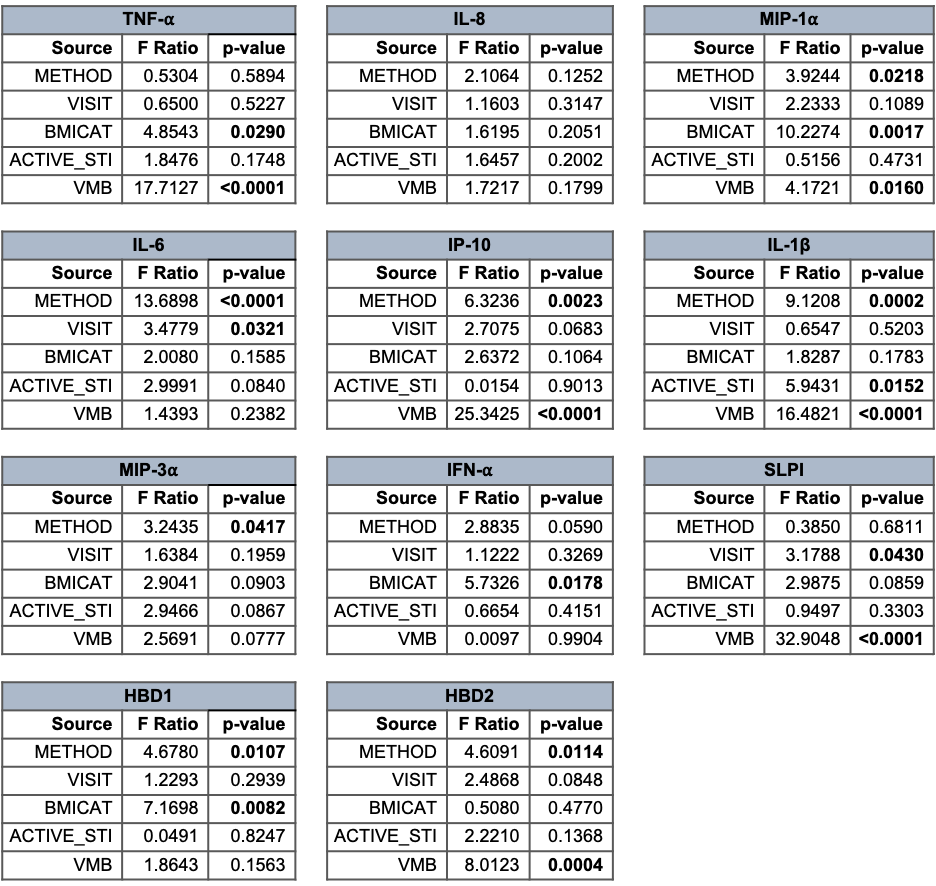 TNF-α
Source F Ratio p-value
METHOD 0.5304 0.5894
VISIT 0.6500 0.5227
BMICAT 4.8543 0.0290
ACTIVE_STI 1.8476 0.1748
VMB 17.7127 <0.0001
IL-8
Source F Ratio p-value
METHOD 2.1064 0.1252
VISIT 1.1603 0.3147
BMICAT 1.6195 0.2051
ACTIVE_STI 1.6457 0.2002
VMB 1.7217 0.1799
MIP-1α
Source F Ratio p-value
METHOD 3.9244 0.0218
VISIT 2.2333 0.1089
BMICAT 10.2274 0.0017
ACTIVE_STI 0.5156 0.4731
VMB 4.1721 0.0160
IL-6
Source F Ratio p-value
METHOD 13.6898 <0.0001
VISIT 3.4779 0.0321
BMICAT 2.0080 0.1585
ACTIVE_STI 2.9991 0.0840
VMB 1.4393 0.2382
IP-10
Source F Ratio p-value
METHOD 6.3236 0.0023
VISIT 2.7075 0.0683
BMICAT 2.6372 0.1064
ACTIVE_STI 0.0154 0.9013
VMB 25.3425 <0.0001
IL-1β
Source F Ratio p-value
METHOD 9.1208 0.0002
VISIT 0.6547 0.5203
BMICAT 1.8287 0.1783
ACTIVE_STI 5.9431 0.0152
VMB 16.4821 <0.0001
MIP-3α
Source F Ratio p-value
METHOD 3.2435 0.0417
VISIT 1.6384 0.1959
BMICAT 2.9041 0.0903
ACTIVE_STI 2.9466 0.0867
VMB 2.5691 0.0777
IFN-α
Source F Ratio p-value
METHOD 2.8835 0.0590
VISIT 1.1222 0.3269
BMICAT 5.7326 0.0178
ACTIVE_STI 0.6654 0.4151
VMB 0.0097 0.9904
SLPI
Source F Ratio p-value
METHOD 0.3850 0.6811
VISIT 3.1788 0.0430
BMICAT 2.9875 0.0859
ACTIVE_STI 0.9497 0.3303
VMB 32.9048 <0.0001
HBD1
Source F Ratio p-value
METHOD 4.6780 0.0107
VISIT 1.2293 0.2939
BMICAT 7.1698 0.0082
ACTIVE_STI 0.0491 0.8247
VMB 1.8643 0.1563
HBD2
Source F Ratio p-value
METHOD 4.6091 0.0114
VISIT 2.4868 0.0848
BMICAT 0.5080 0.4770
ACTIVE_STI 2.2210 0.1368
VMB 8.0123 0.0004